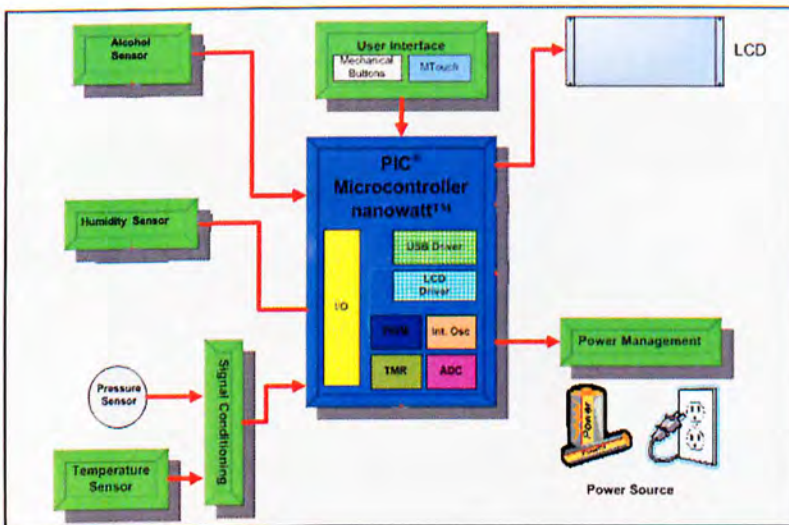 Alcohol
Sensor
User Interface
Mechanical
Buttons
MTouch
LCD
PIC®
Microcontroller
nanowatt™
Humidity Sensor
USB Driver
LCD
Driver
I/O
Int. Osc
TMR
ADC
Power Management
Pressure
Sensor
Signal Conditioning
Temperature
Sensor
Power
Power Source